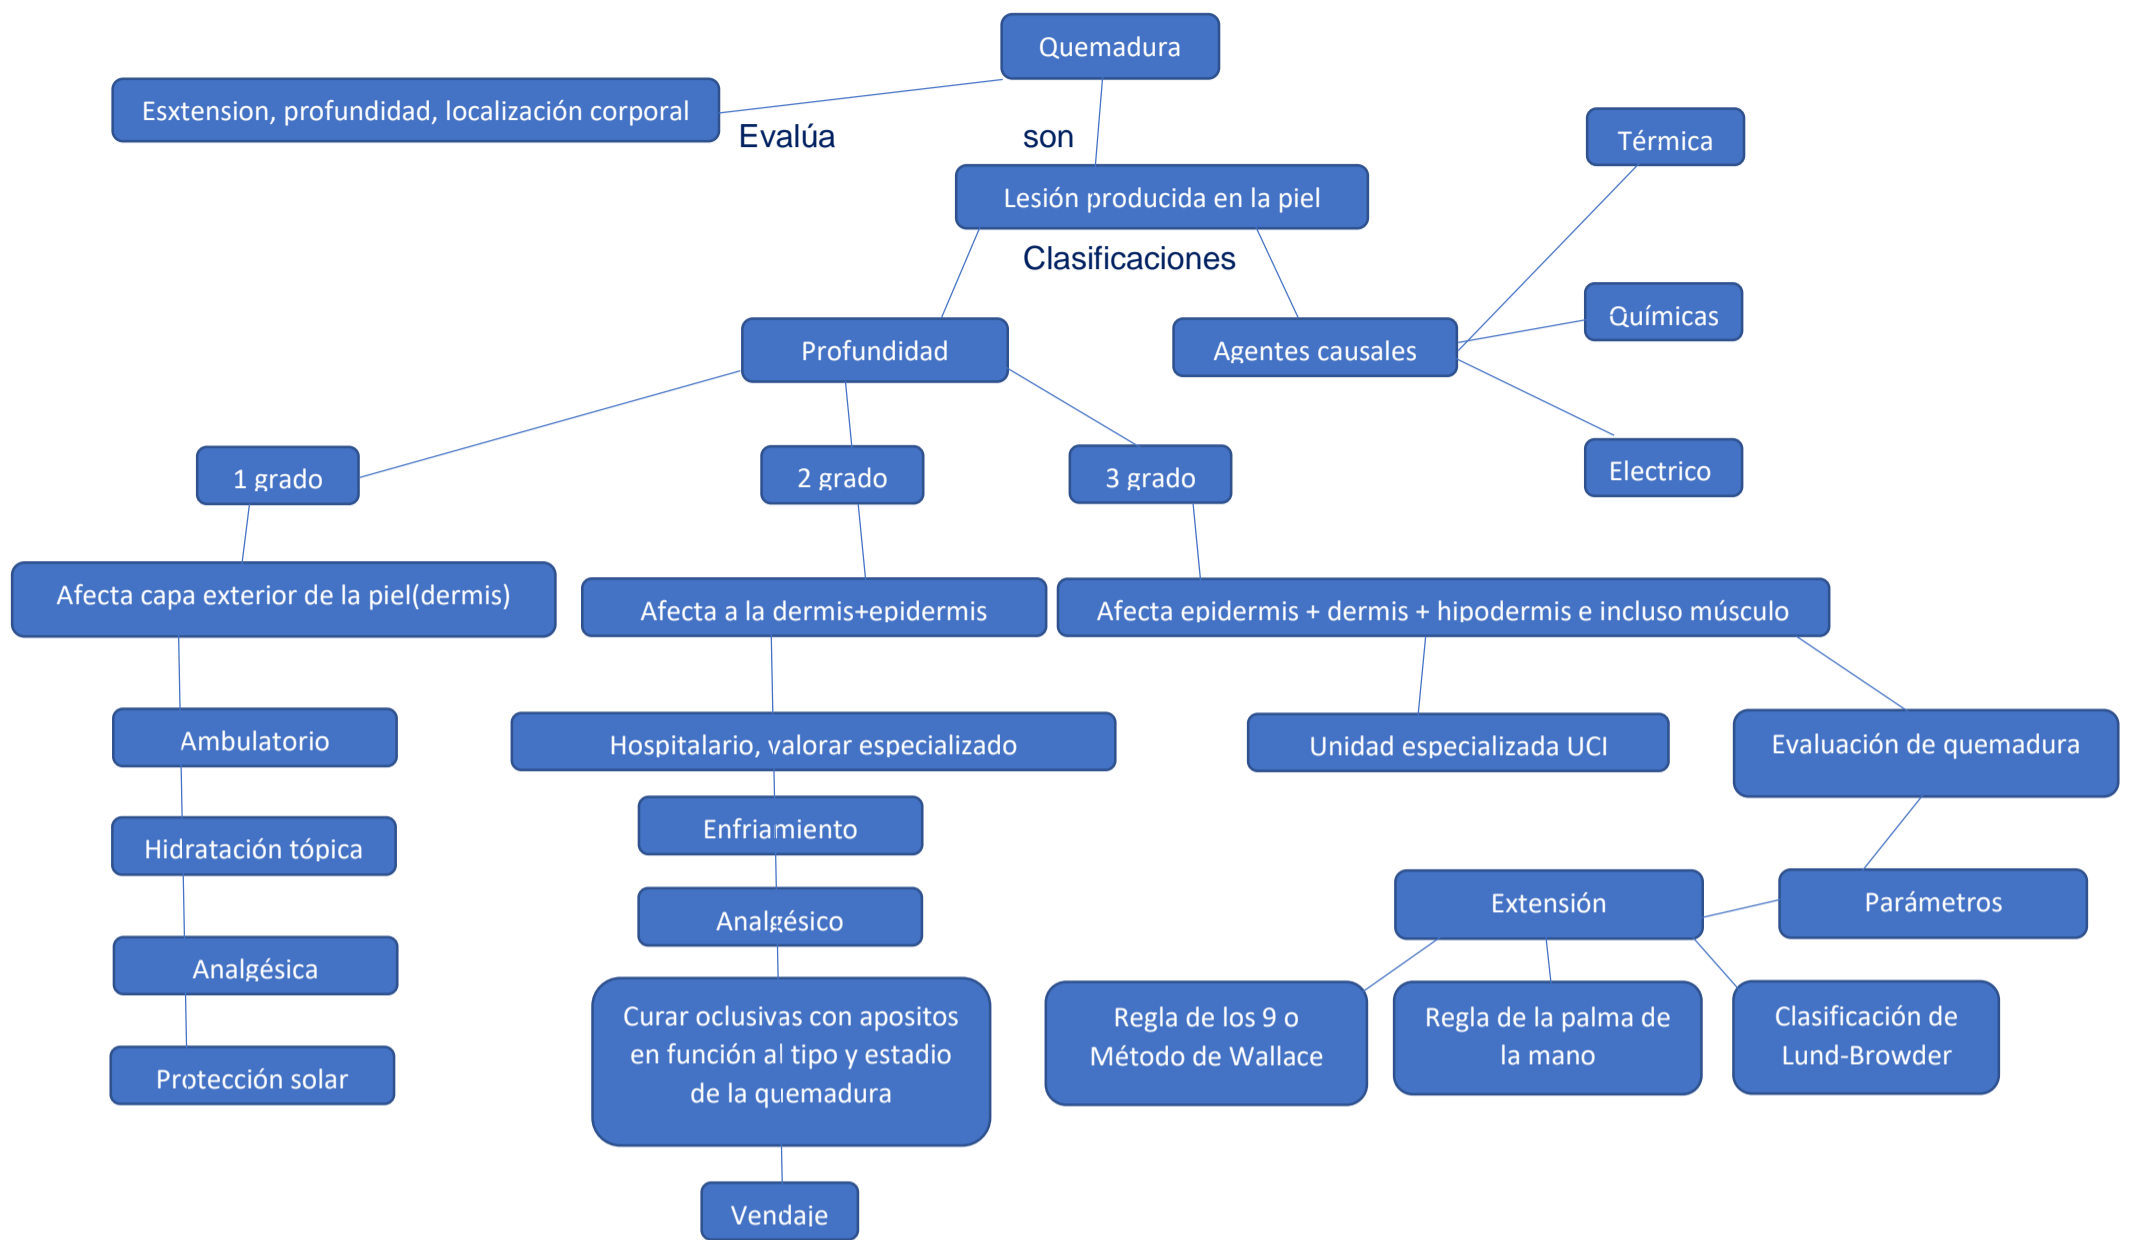 Quemadura
Esxtension, profundidad, localización corporal
Evalúa
son
Térmica
Lesión producida en la piel
Clasificaciones
Químicas
Profundidad
Agentes causales
Electrico
1 grado
2 grado
3 grado
Afecta capa exterior de la piel(dermis)
Afecta a la dermis+epidermis
Afecta epidermis + dermis + hipodermis e incluso músculo
Ambulatorio
Hospitalario, valorar especializado
Unidad especializada UCI
Evaluación de quemadura
Hidratación tópica
Enfriamiento
Analgésico
Extensión
Parámetros
Analgésica
Curar oclusivas con apositos
en función al tipo y estadio
de la quemadura
Regla de los 9 o
Método de Wallace
Regla de la palma de
la mano
Clasificación de
Lund-Browder
Protección solar
Vendaje